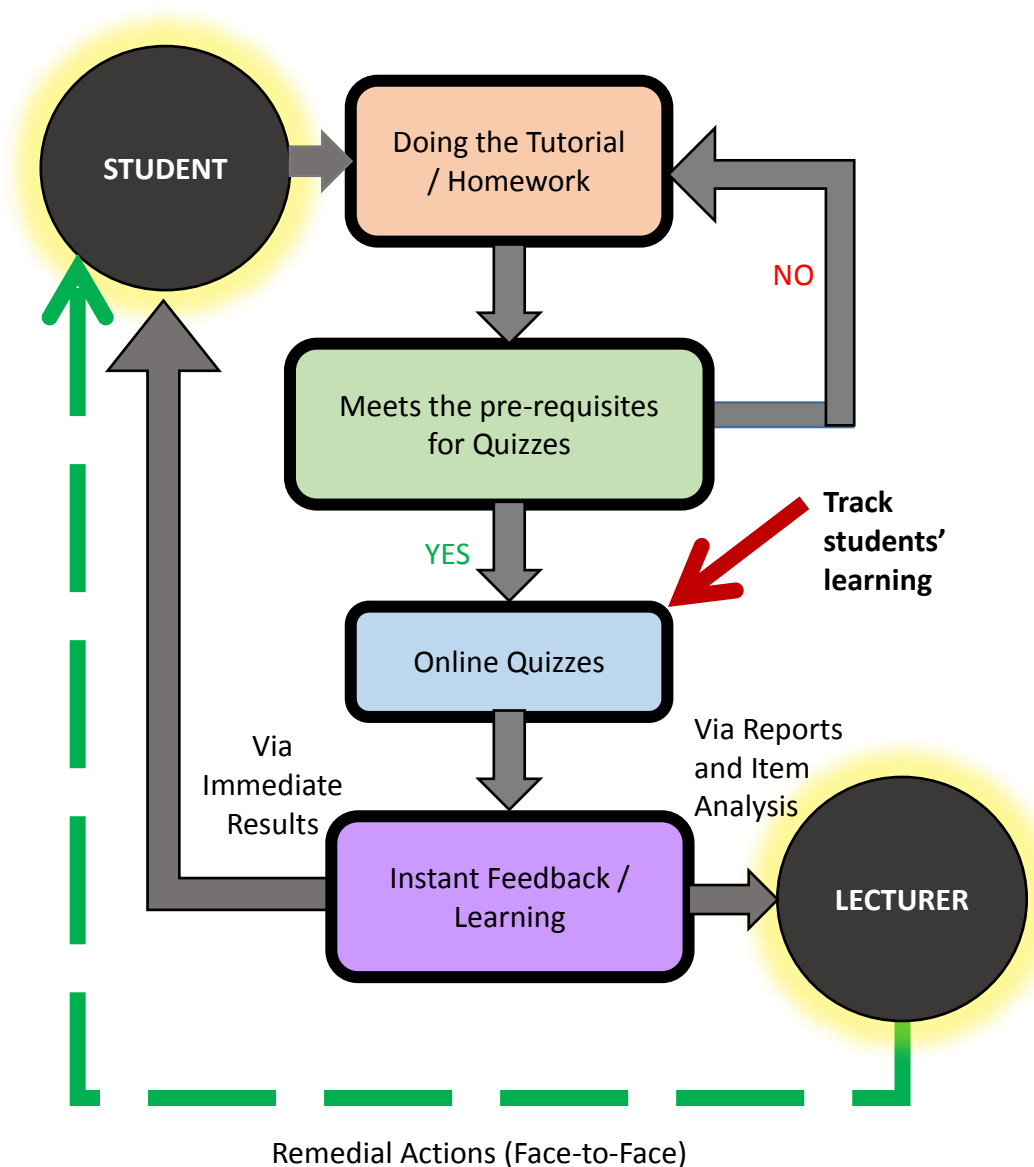 STUDENT
Doing the Tutorial
/ Homework
NO
Meets the pre-requisites
for Quizzes
YES
Track
students’
learning
Online Quizzes
Via
Immediate
Results
Via Reports
and Item
Analysis
Instant Feedback /
Learning
LECTURER
Remedial Actions (Face-to-Face)